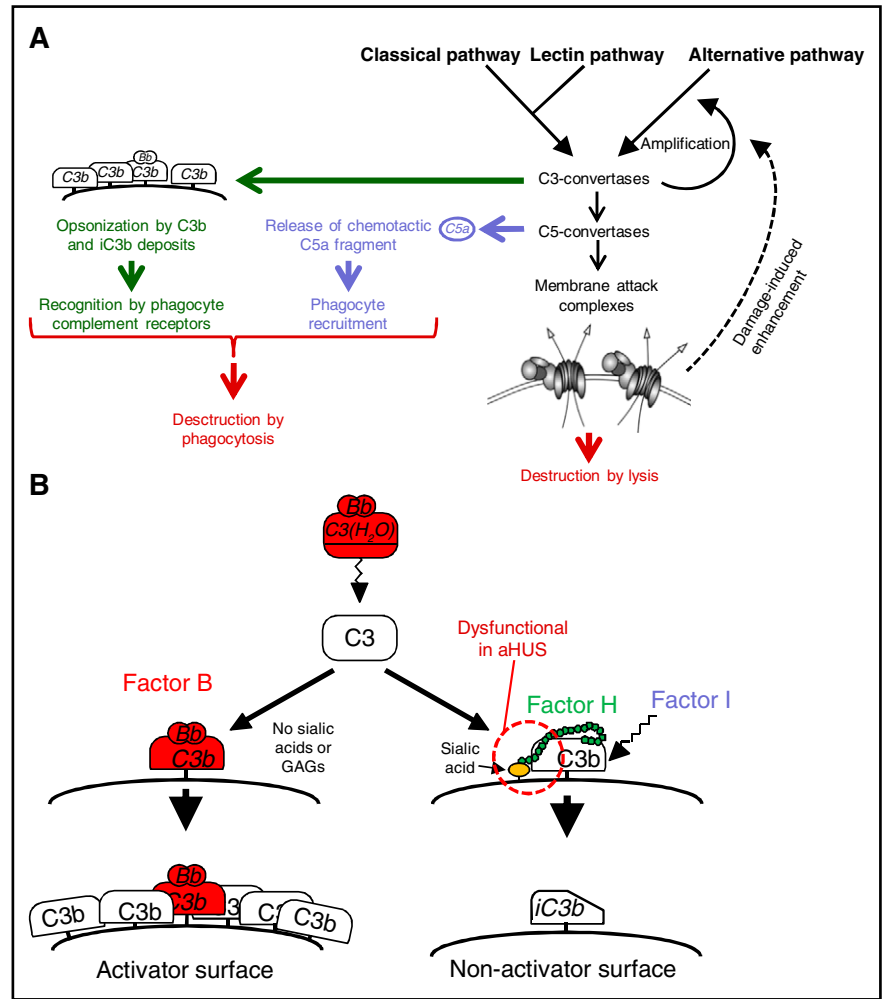 A
Classical pathway Lectin pathway Alternative pathway
Amplification
Bb
C3b C3b C3b C3b
C3-convertases
Opsonization by C3b
and iC3b deposits
Release of chemotactic
C5a fragment
C5a
C5-convertases
Recognition by phagocyte
complement receptors
Phagocyte
recruitment
Membrane attack
complexes
Damage-induced
enhancement
Desctruction by
phagocytosis
Destruction by lysis
B
Bb
C3(H2O)
C3
Dysfunctional
in aHUS
Factor B
Bb
C3b
No sialic
acids or
GAGs
Factor H
Factor I
Sialic
acid
C3b
Bb
C3b C3b C3b 3 C3 C3b
Activator surface
iC3b
Non-activator surface